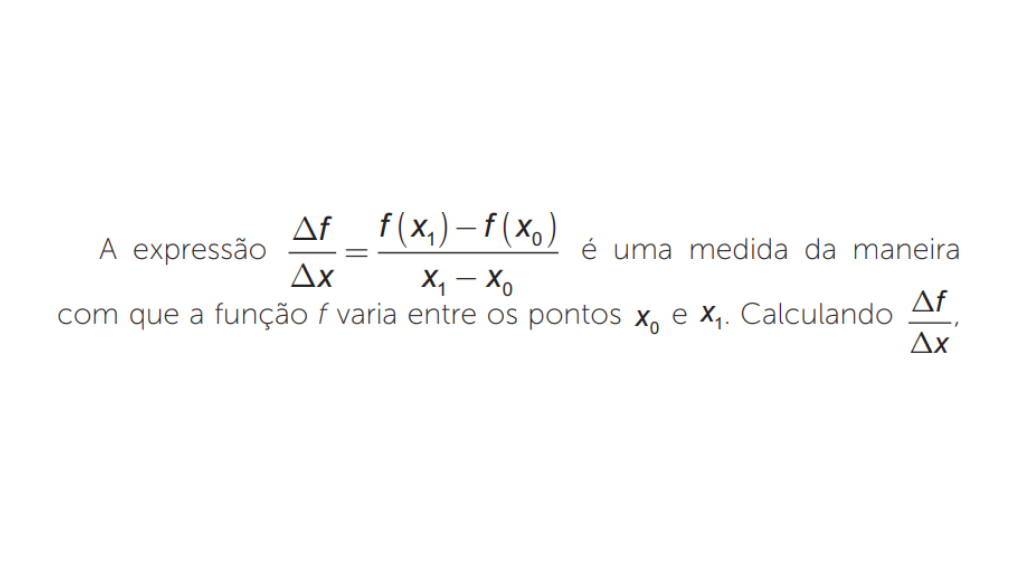 A expressão Δf/Δx = f(x₁) – f(x₀)/x₁ – x₀ é uma medida da maneira
com que a função f varia entre os pontos x₀ e x₁. Calculando Δf/Δx,